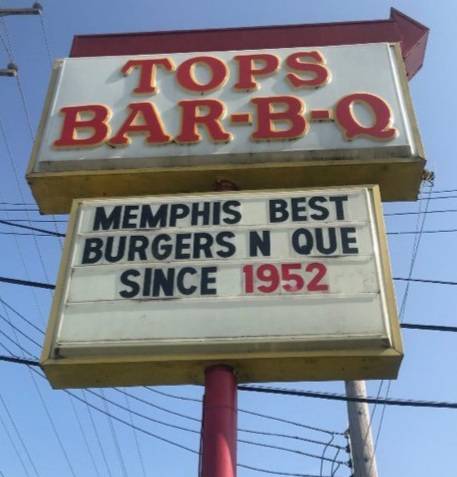 TOPS
BAR-B-Q
MEMPHIS BEST
BURGERS N QUE
SINCE 1952